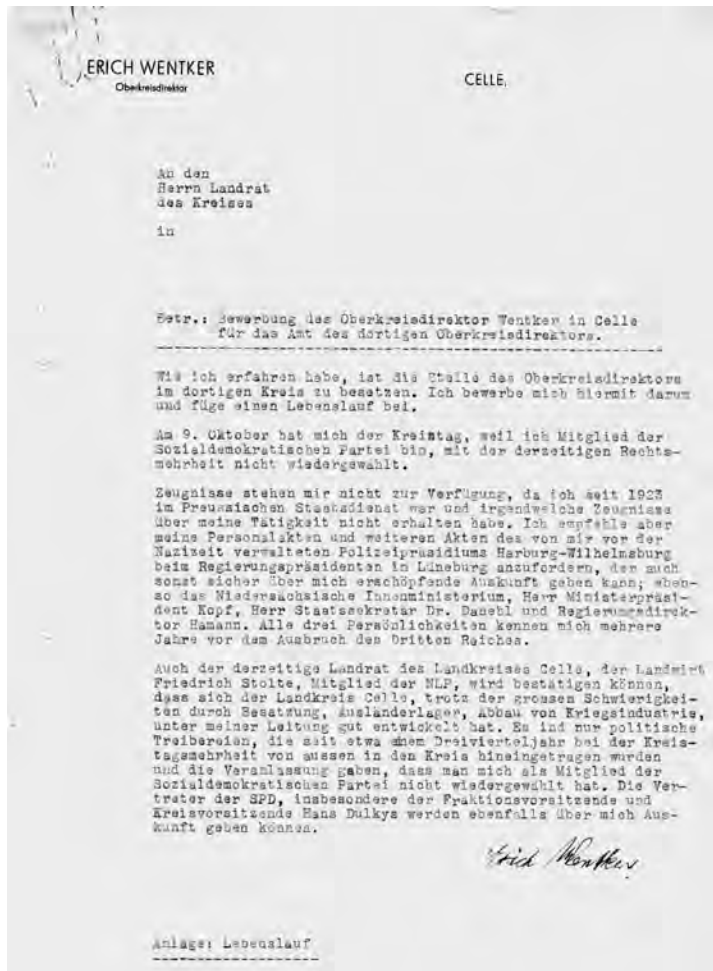 ERICH WENTKER
Oberkreisdirektor
CELLE,
An den
Herrn Landrat
des Kreises
in
Betr.: Bewerbung des Oberkreisdirektor Wentker in Celle
für das Amt des dortigen Oberkreisdirektors.
Wie ich erfahren habe, ist die Stelle des Oberkreisdirektors
im dortigen Kreis zu besetzen. Ich bewerbe mich hiermit darum
und füge einen Lebenslauf bei.
Am 9. Oktober hat mich der Kreistag, weil ich Mitglied der
Sozialdemokratischen Partei bin, mit der derzeitigen Rechts-
mehrheit nicht wiedergewählt.
Zeugnisse stehen mir nicht zur Verfügung, da ich seit 1923
im Preussischen Staatsdienst war und irgendwelche Zeugnisse
über meine Tätigkeit nicht erhalten habe. Ich empfehle aber
meine Personalakten und weiteren Akten des von mir vor der
Nazizeit verwalteten Polizeipräsidiums Harburg-Wilhelmsburg
beim Regierungspräsidenten in Lüneburg anzufordern, der auch
sonst sicher über mich erschöpfende Auskunft geben kann; eben-
so das Niedersächsische Innenministerium, Herr Ministerpräsi-
dent Kopf, Herr Staatssekretär Dr. Danebl und Regierungsdirek-
tor Hamann. Alle drei Persönlichkeiten kennen mich mehrere
Jahre vor dem Ausbruch des Dritten Reiches.
Auch der derzeitige Landrat des Landkreises Celle, der Landwirt
Friedrich Stolte, Mitglied der NLP, wird bestätigen können,
dass sich der Landkreis Celle, trotz der grossen Schwierigkei-
ten durch Besatzung, Ausländerlager, Abbau von Kriegsindustrie,
unter meiner Leitung gut entwickelt hat. Es ind nur politische
Treibereien, die seit etwa einem Dreivierteljahr bei der Kreis-
tagsmehrheit von aussen in den Kreis hineingetragen wurden
und die Veranlassung gaben, dass man mich als Mitglied der
Sozialdemokratischen Partei nicht wiedergewählt hat. Die Ver-
treter der SPD, insbesondere der Fraktionsvorsitzende und
Kreisvorsitzende Hans Dulkys werden ebenfalls über mich Aus-
kunft geben können.
Erich Wentker
Anlage: Lebenslauf